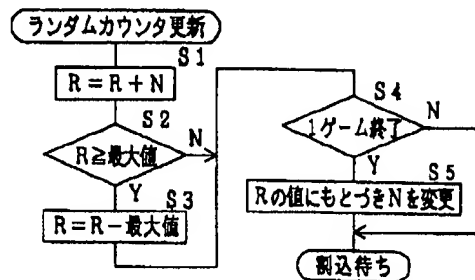 ランダムカウンタ更新
S1
R=R+N
S2
R≧最大値
N
Y
S3
R=R-最大値
S4
1ゲーム終了
N
Y
S5
Rの値にもとづきNを変更
割込待ち